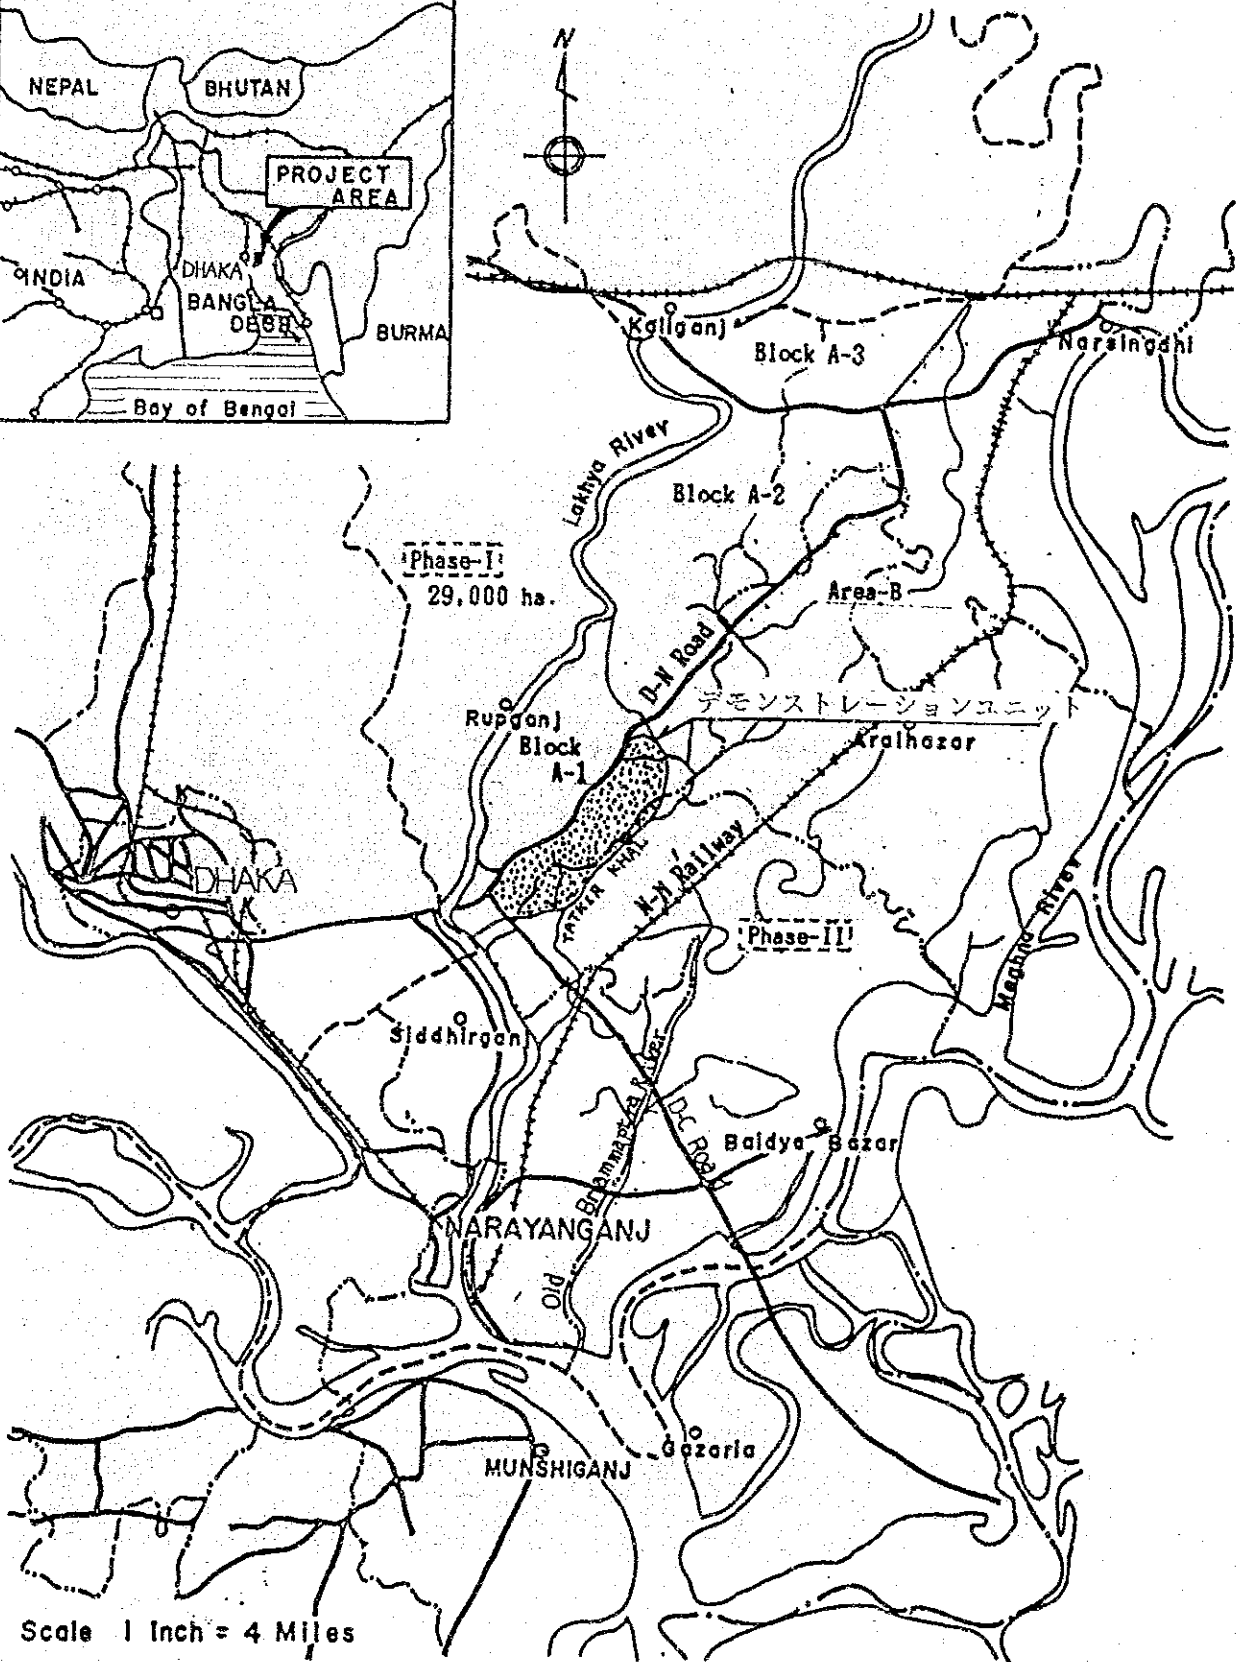 NEPAL
BHUTAN
PROJECT
AREA
INDIA
DHAKA
BANGLA
DESH
BURMA
Bay of Bengal
N
Kaliganj
Block A-3
Narsingdhi
Lakhya River
Block A-2
Phase-I
29,000 ha.
Area-B
D-N Road
デモンストレーションユニット
Rupganj
Block
A-1
Araihazar
DHAKA
TATKIR KHAL
N-N Railway
Phase-II
Meghna River
Siddhirganj
Old Brammaptra River
D-C Road
Baidya Bazar
NARAYANGANJ
Gazaria
MUNSHIGANJ
Scale 1 Inch = 4 Miles